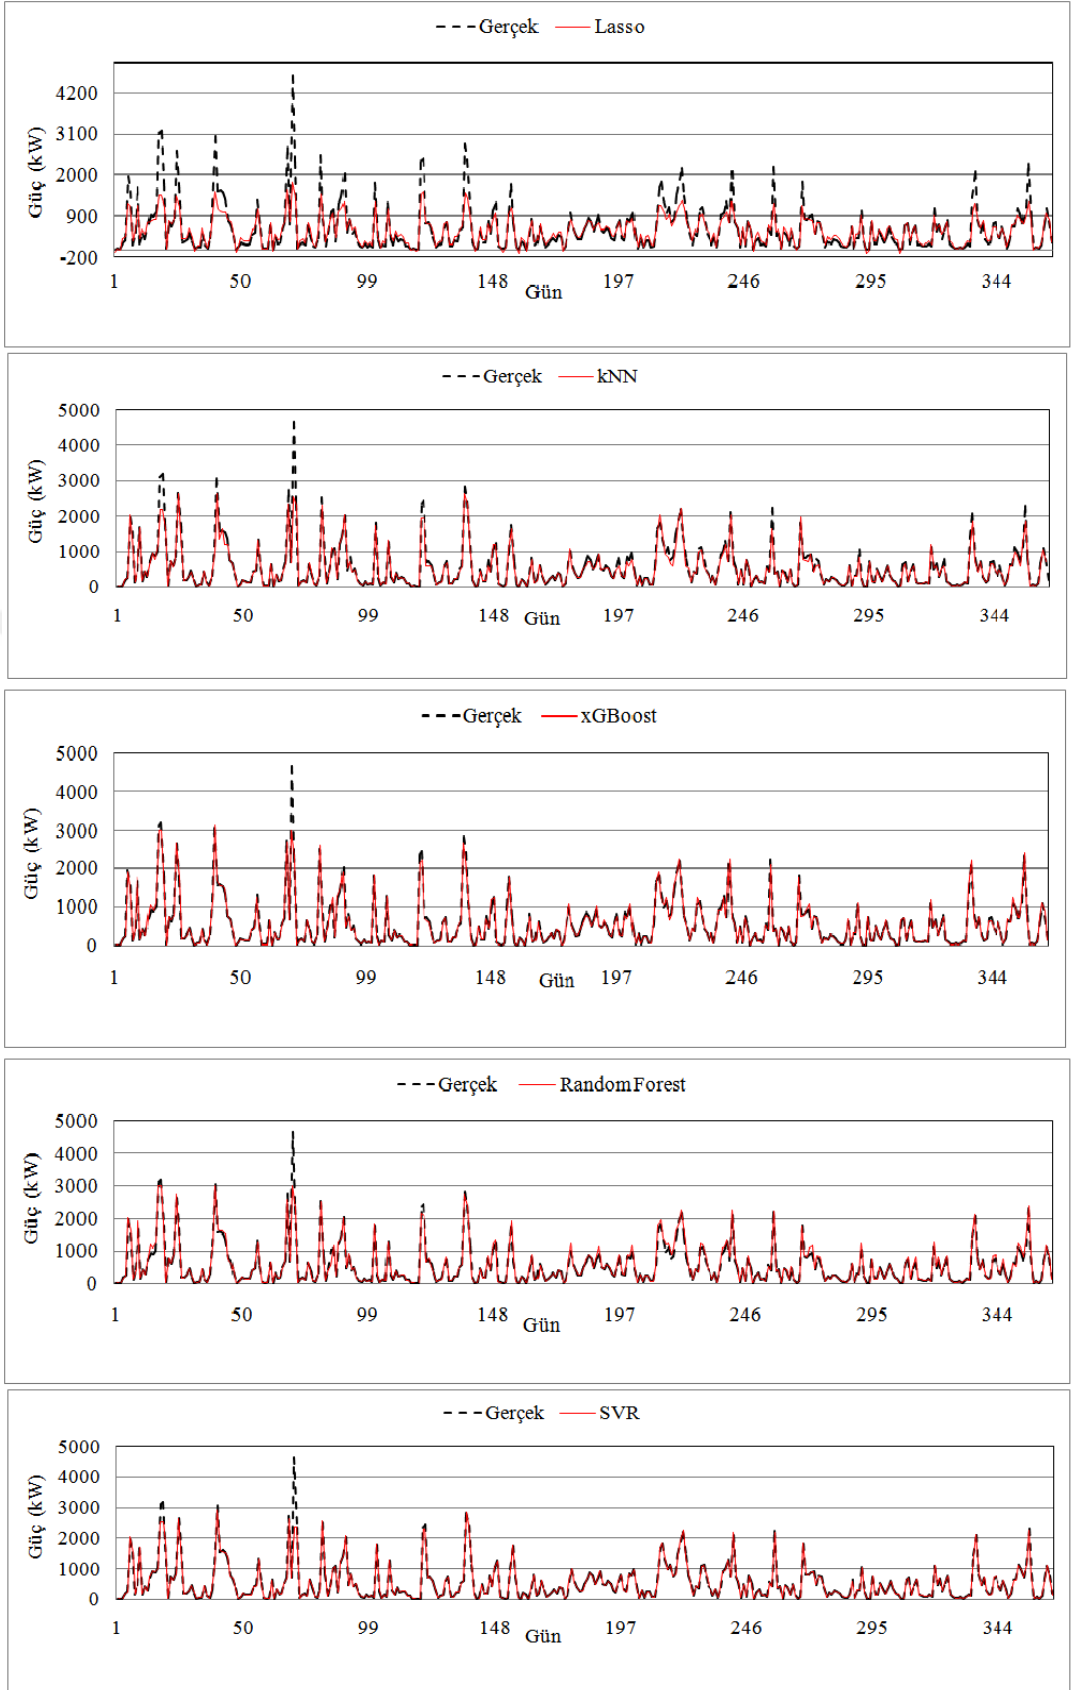 Gerçek Lasso
Güç (kW)
4200
3100
2000
900
-200
1 50 99 148 197 246 295 344
Gün
Gerçek kNN
Güç (kW)
5000
4000
3000
2000
1000
0
1 50 99 148 197 246 295 344
Gün
Gerçek xGBoost
Güç (kW)
5000
4000
3000
2000
1000
0
1 50 99 148 197 246 295 344
Gün
Gerçek RandomForest
Güç (kW)
5000
4000
3000
2000
1000
0
1 50 99 148 197 246 295 344
Gün
Gerçek SVR
Güç (kW)
5000
4000
3000
2000
1000
0
1 50 99 148 197 246 295 344
Gün